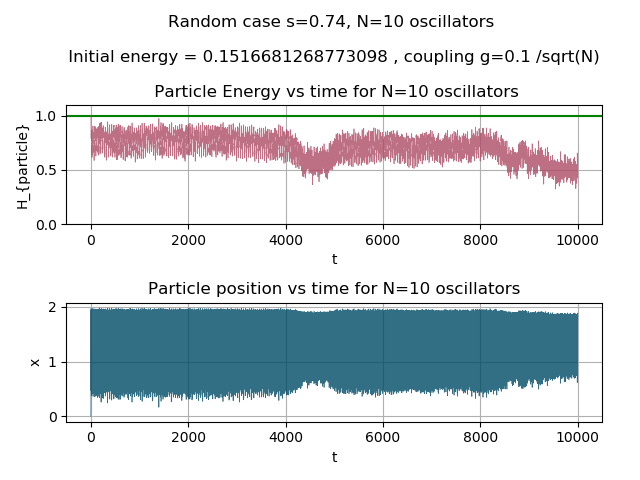 Random case s=0.74, N=10 oscillators
Initial energy = 0.1516681268773098 , coupling g=0.1 /sqrt(N)
Particle Energy vs time for N=10 oscillators
1.0
0.5
0.0
H_{particle}
0 2000 4000 6000 8000 10000
t
Particle position vs time for N=10 oscillators
2
1
0
x
0 2000 4000 6000 8000 10000
t